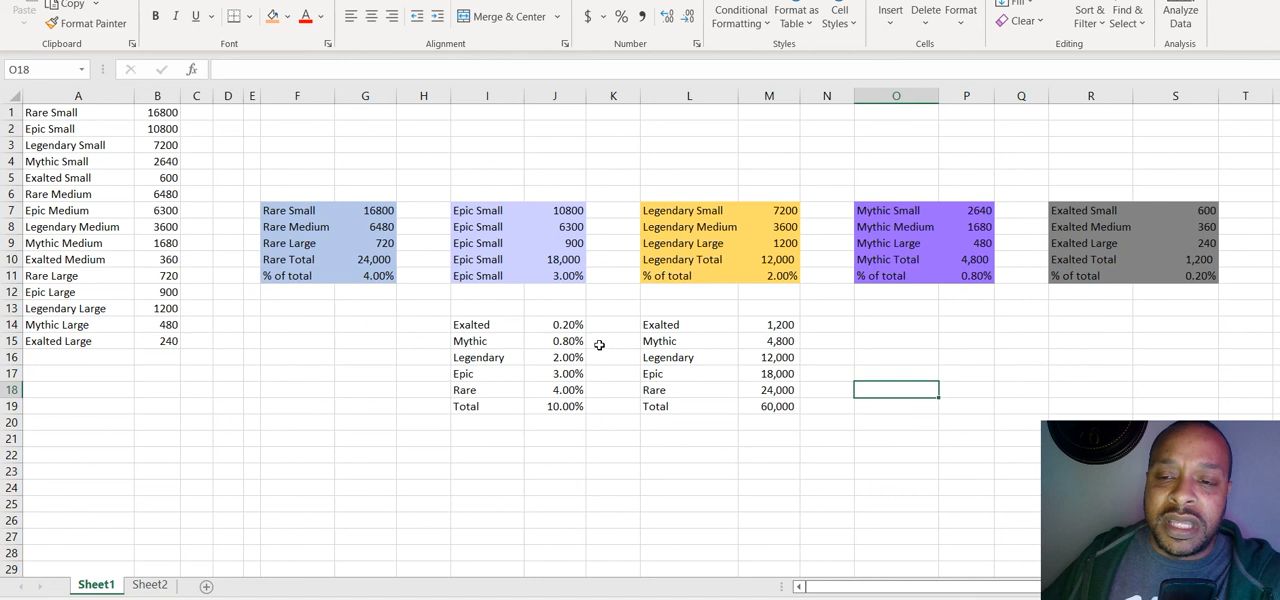 Paste
Copy
Format Painter
Clipboard
B I U
A
Font
Merge & Center
Alignment
$ % 9
Number
Conditional Formatting
Format as Table
Cell Styles
Styles
Insert
Delete
Format
Cells
Fill
Clear
Sort & Filter
Find & Select
Editing
Analyze Data
Analysis
O18
fx
A B C D E F G H I J K L M N O P Q R S T
1 Rare Small 16800
2 Epic Small 10800
3 Legendary Small 7200
4 Mythic Small 2640
5 Exalted Small 600
6 Rare Medium 6480
7 Epic Medium 6300 Rare Small 16800 Epic Small 10800 Legendary Small 7200 Mythic Small 2640 Exalted Small 600
8 Legendary Medium 3600 Rare Medium 6480 Epic Small 6300 Legendary Medium 3600 Mythic Medium 1680 Exalted Medium 360
9 Mythic Medium 1680 Rare Large 720 Epic Small 900 Legendary Large 1200 Mythic Large 480 Exalted Large 240
10 Exalted Medium 360 Rare Total 24,000 Epic Small 18,000 Legendary Total 12,000 Mythic Total 4,800 Exalted Total 1,200
11 Rare Large 720 % of total 4.00% Epic Small 3.00% % of total 2.00% % of total 0.80% % of total 0.20%
12 Epic Large 900
13 Legendary Large 1200
14 Mythic Large 480 Exalted 0.20% Exalted 1,200
15 Exalted Large 240 Mythic 0.80% Mythic 4,800
16 Legendary 2.00% Legendary 12,000
17 Epic 3.00% Epic 18,000
18 Rare 4.00% Rare 24,000
19 Total 10.00% Total 60,000
20
21
22
23
24
25
26
27
28
29
Sheet1 Sheet2